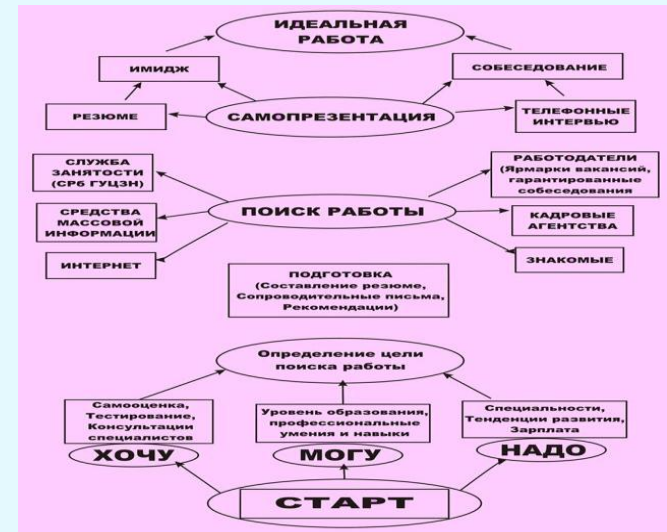 ИДЕАЛЬНАЯ
РАБОТА
ИМИДЖ
СОБЕСЕДОВАНИЕ
РЕЗЮМЕ
САМОПРЕЗЕНТАЦИЯ
ТЕЛЕФОННЫЕ
ИНТЕРВЬЮ
СЛУЖБА
ЗАНЯТОСТИ
(СРб ГУЦЗН)
РАБОТОДАТЕЛИ
(Ярмарки вакансий,
гарантированные
собеседования
СРЕДСТВА
МАССОВОЙ
ИНФОРМАЦИИ
ПОИСК РАБОТЫ
КАДРОВЫЕ
АГЕНТСТВА
ИНТЕРНЕТ
ЗНАКОМЫЕ
ПОДГОТОВКА
(Составление резюме,
Сопроводительные письма,
Рекомендации)
Определение цели
поиска работы
Самооценка,
Тестирование,
Консультации
специалистов
Уровень образования,
профессиональные
умения и навыки
Специальности,
Тенденции развития,
Зарплата
ХОЧУ
МОГУ
НАДО
СТАРТ